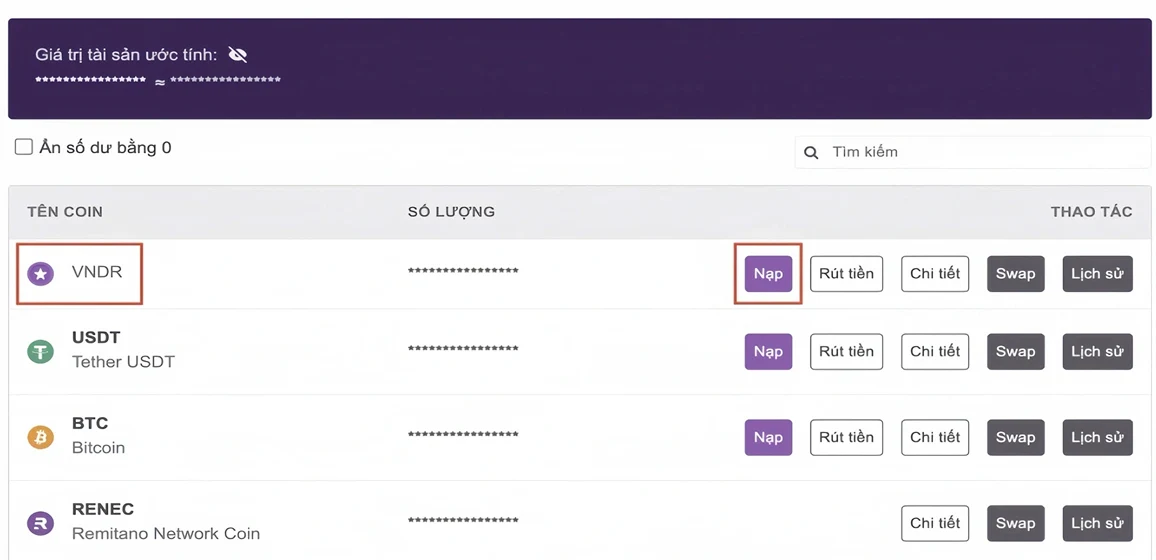 Giá trị tài sản ước tính:
**************** ≈ ****************
Ẩn số dư bằng 0
Tìm kiếm
TÊN COIN SỐ LƯỢNG THAO TÁC
VNDR **************** Nạp Rút tiền Chi tiết Swap Lịch sử
USDT
Tether USDT
**************** Nạp Rút tiền Chi tiết Swap Lịch sử
BTC
Bitcoin
**************** Nạp Rút tiền Chi tiết Swap Lịch sử
RENEC
Remitano Network Coin
**************** Chi tiết Swap Lịch sử